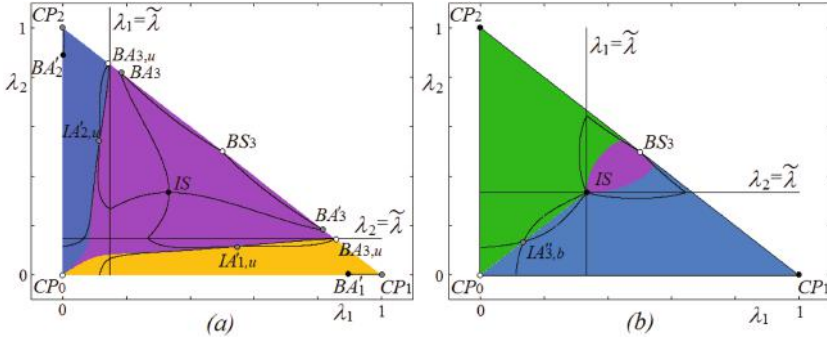 CP₂
1
λ₁=λ̃
BA₃,ᵤ
BA₃
BA′₂
λ₂
IA′₂,ᵤ
BS₃
IS
BA′₃
λ₂=λ̃
BA₃,ᵤ
IA′₁,ᵤ
0
CP₀
BA′₁
CP₁
0
λ₁
1
(a)
CP₂
1
λ₁=λ̃
λ₂
BS₃
IS
λ₂=λ̃
IA″₃,b
0
CP₀
CP₁
0
λ₁
1
(b)